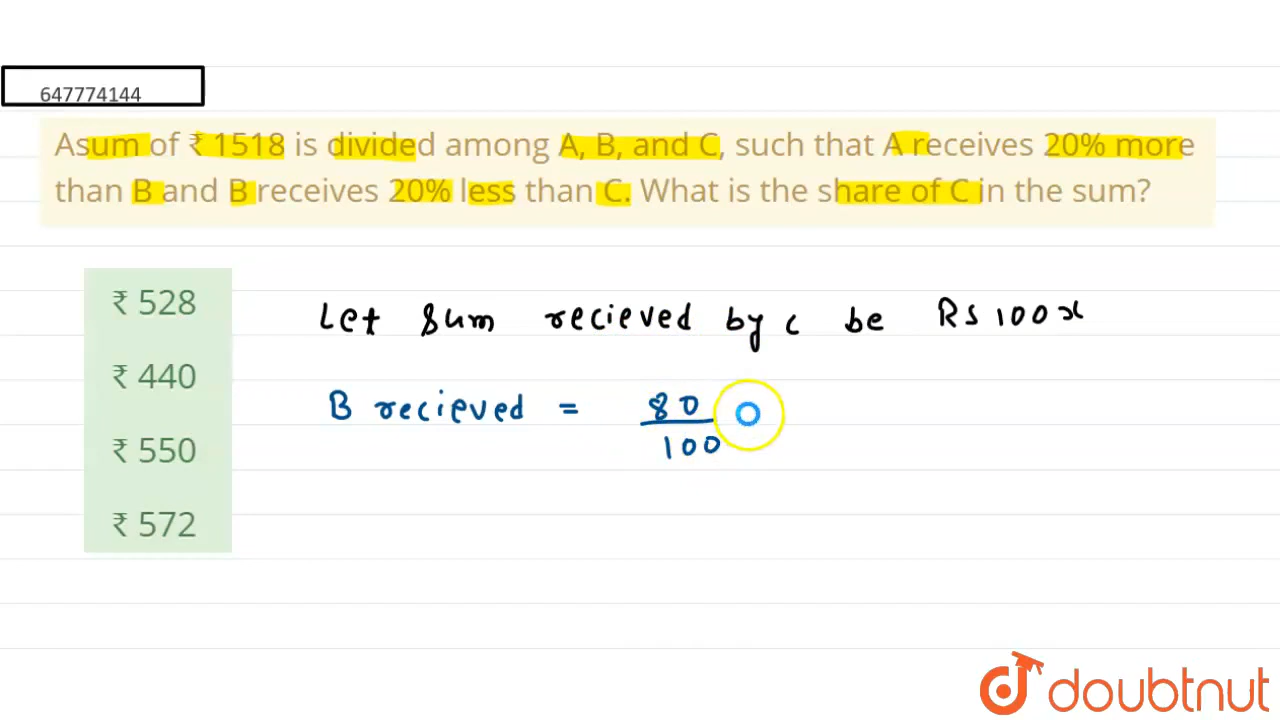 647774144
Asum of ₹ 1518 is divided among A, B, and C, such that A receives 20% more
than B and B receives 20% less than C. What is the share of C in the sum?
₹ 528
₹ 440
₹ 550
₹ 572
Let Sum recieved by c be RS 100x
B recieved = 80
100
doubtnut